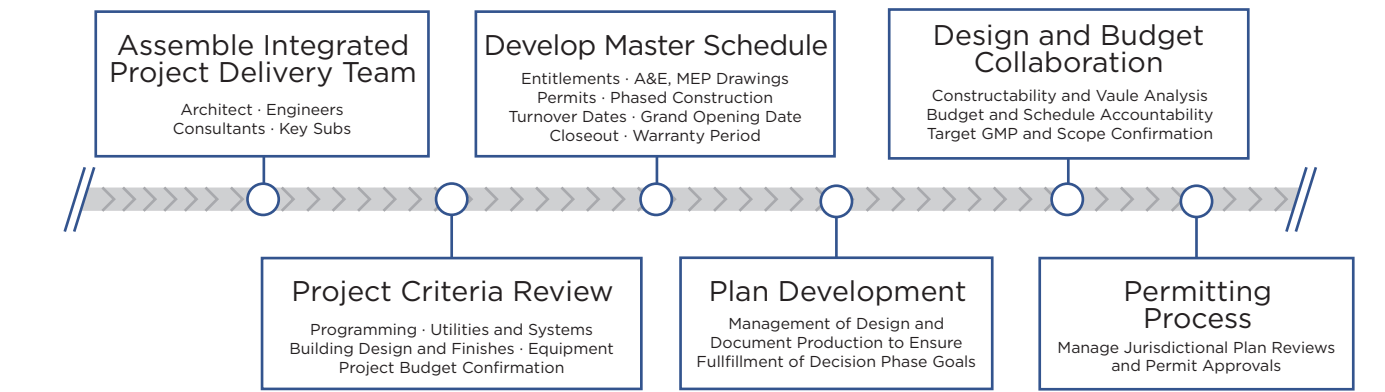 Assemble Integrated
Project Delivery Team
Architect · Engineers
Consultants · Key Subs
Develop Master Schedule
Entitlements · A&E, MEP Drawings
Permits · Phased Construction
Turnover Dates · Grand Opening Date
Closeout · Warranty Period
Design and Budget
Collaboration
Constructability and Vaule Analysis
Budget and Schedule Accountability
Target GMP and Scope Confirmation
Project Criteria Review
Programming · Utilities and Systems
Building Design and Finishes · Equipment
Project Budget Confirmation
Plan Development
Management of Design and
Document Production to Ensure
Fullfillment of Decision Phase Goals
Permitting
Process
Manage Jurisdictional Plan Reviews
and Permit Approvals